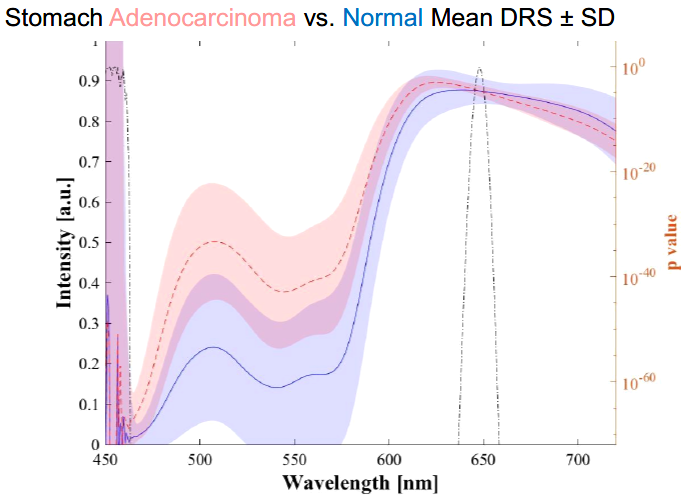 Stomach Adenocarcinoma vs. Normal Mean DRS ± SD
0.9
0.8
0.7
0.6
0.5
0.4
0.3
0.2
0.1
0
Intensity [a.u.]
450 500 550 600 650 700
Wavelength [nm]
10^0
10^-20
10^-40
10^-60
p value